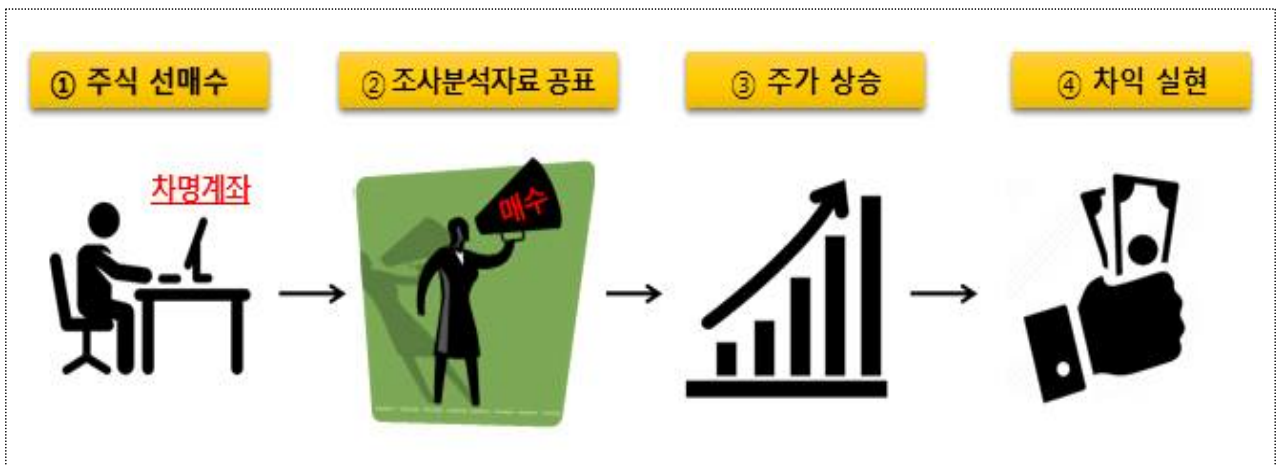 ① 주식 선매수
② 조사분석자료 공표
③ 주가 상승
④ 차익 실현
차명계좌
매수